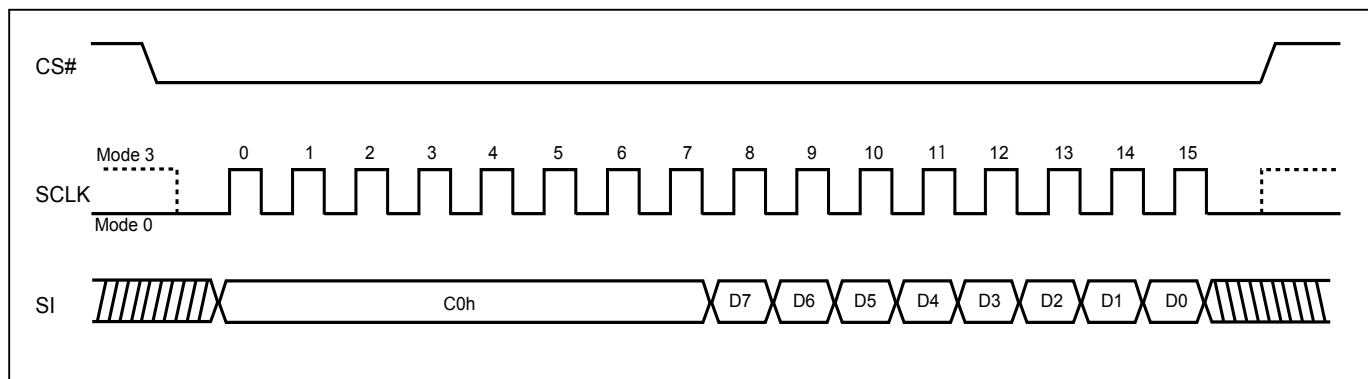 CS#
Mode 3
0 1 2 3 4 5 6 7 8 9 10 11 12 13 14 15
SCLK
Mode 0
SI
C0h D7 D6 D5 D4 D3 D2 D1 D0